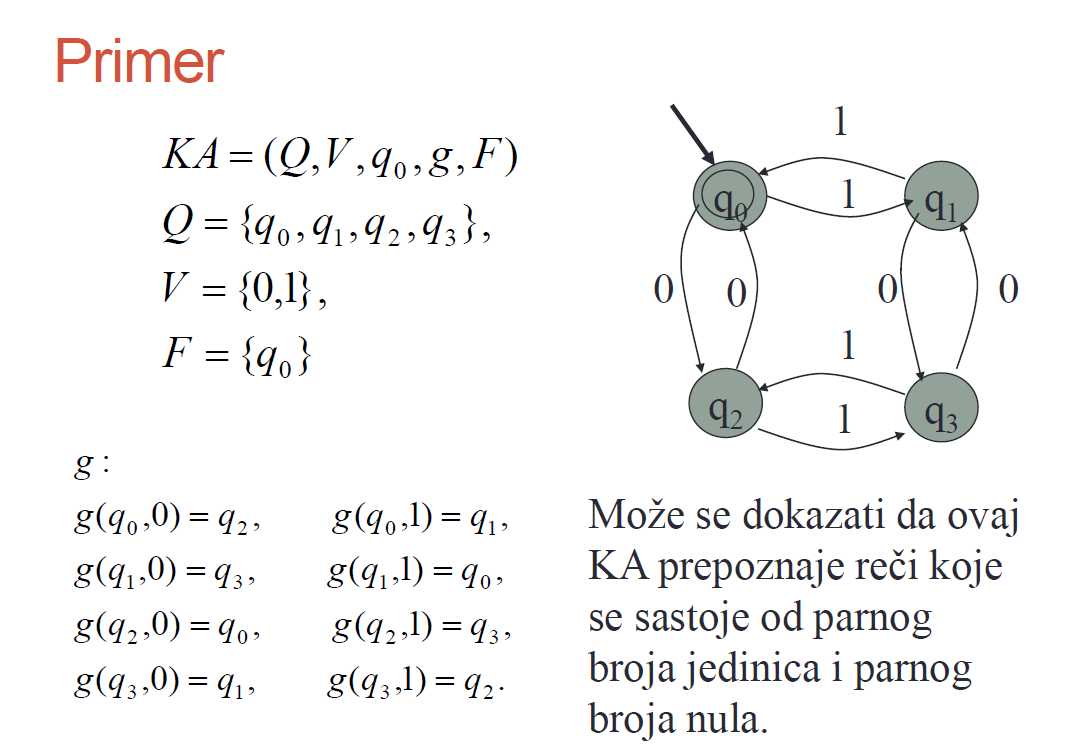 Primer
KA = (Q,V,q₀,g,F)
Q = {q₀,q₁,q₂,q₃},
V = {0,1},
F = {q₀}
g :
g(q₀,0) = q₂, g(q₀,1) = q₁,
g(q₁,0) = q₃, g(q₁,1) = q₀,
g(q₂,0) = q₀, g(q₂,1) = q₃,
g(q₃,0) = q₁, g(q₃,1) = q₂.
1
q₀ 1 q₁
0 0 0 0
1
q₂ 1 q₃
Može se dokazati da ovaj
KA prepoznaje reči koje
se sastoje od parnog
broja jedinica i parnog
broja nula.